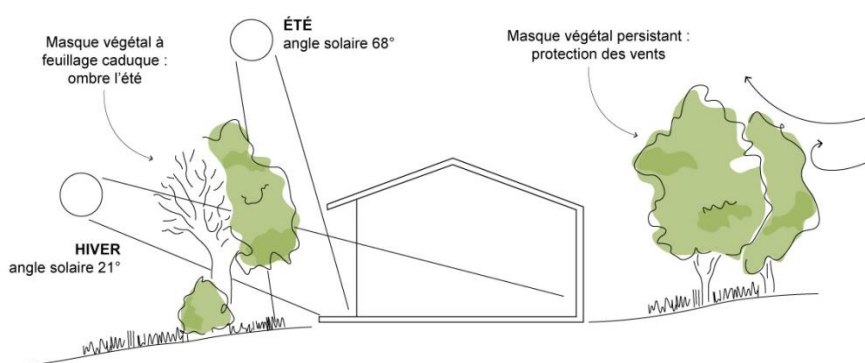 Masque végétal à
feuillage caduque :
ombre l’été
ÉTÉ
angle solaire 68°
Masque végétal persistant :
protection des vents
HIVER
angle solaire 21°